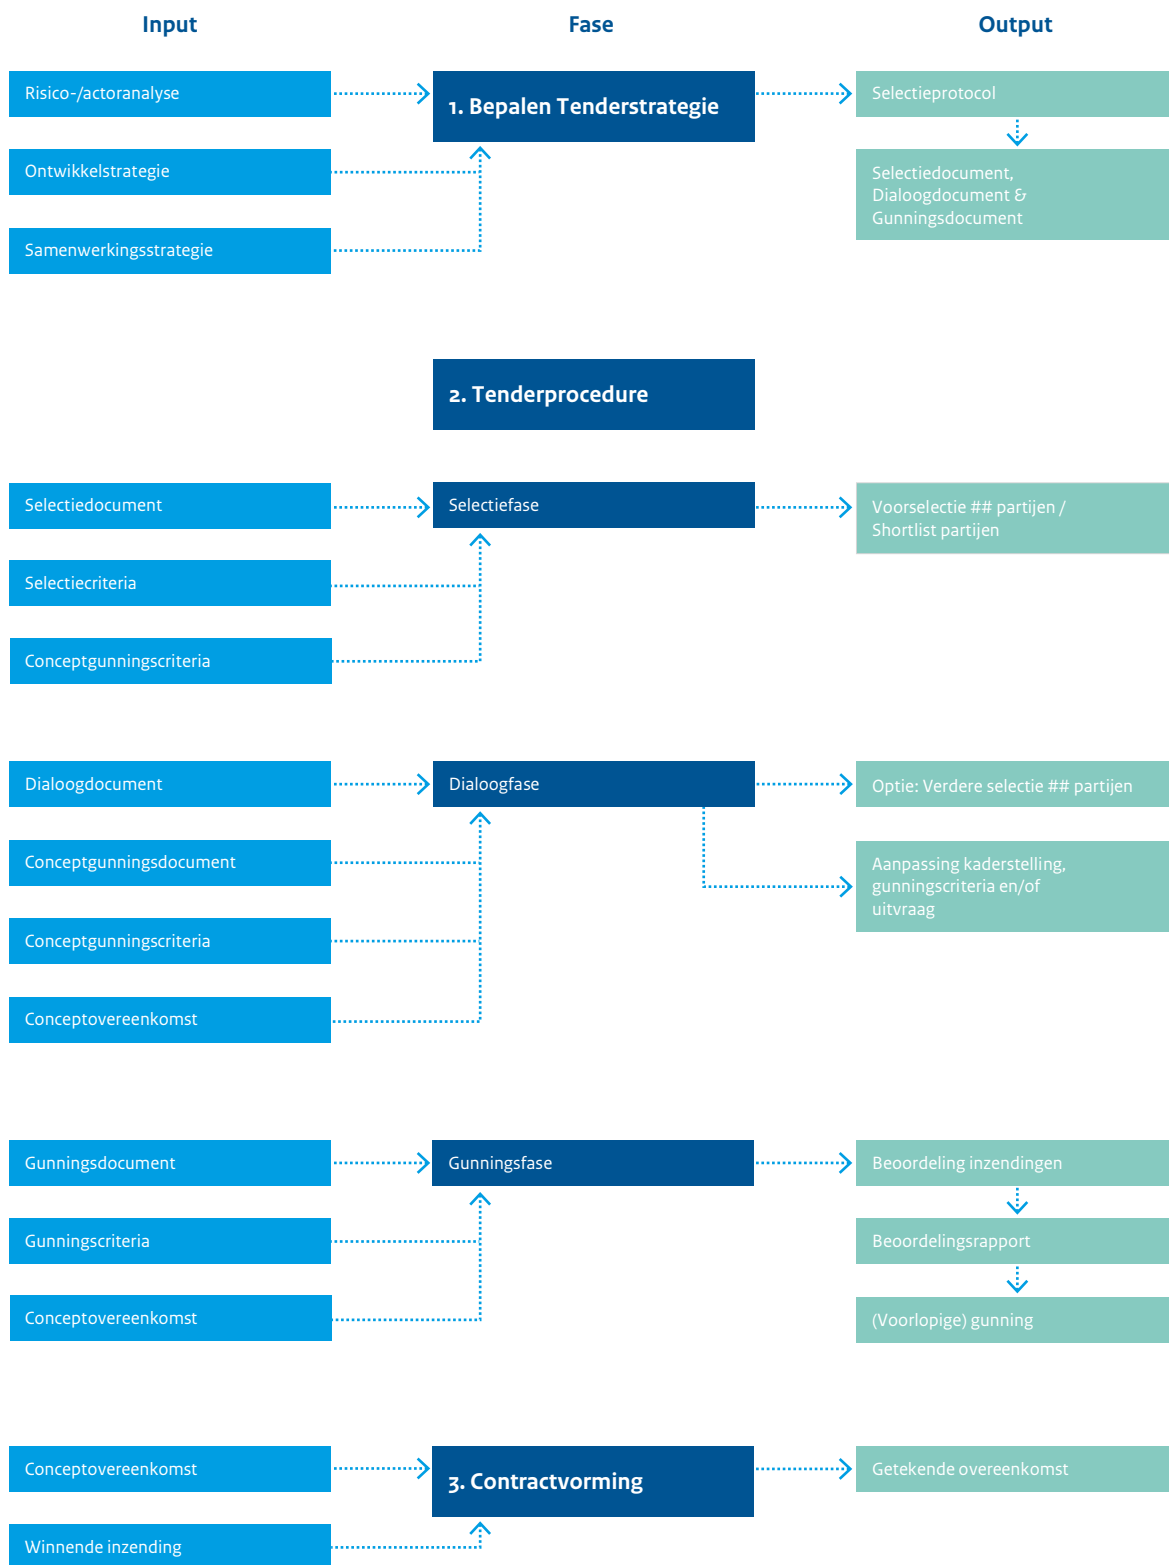 Input
Fase
Output
Risico-/actoranalyse
1. Bepalen Tenderstrategie
Selectieprotocol
Ontwikkelstrategie
Selectiedocument,
Dialoogdocument &
Gunningsdocument
Samenwerkingsstrategie
2. Tenderprocedure
Selectiedocument
Selectiefase
Voorselectie ## partijen /
Shortlist partijen
Selectiecriteria
Conceptgunningscriteria
Dialoogdocument
Dialoogfase
Optie: Verdere selectie ## partijen
Conceptgunningsdocument
Aanpassing kaderstelling,
gunningscriteria en/of
uitvraag
Conceptgunningscriteria
Conceptovereenkomst
Gunningsdocument
Gunningsfase
Beoordeling inzendingen
Gunningscriteria
Beoordelingsrapport
Conceptovereenkomst
(Voorlopige) gunning
Conceptovereenkomst
3. Contractvorming
Getekende overeenkomst
Winnende inzending